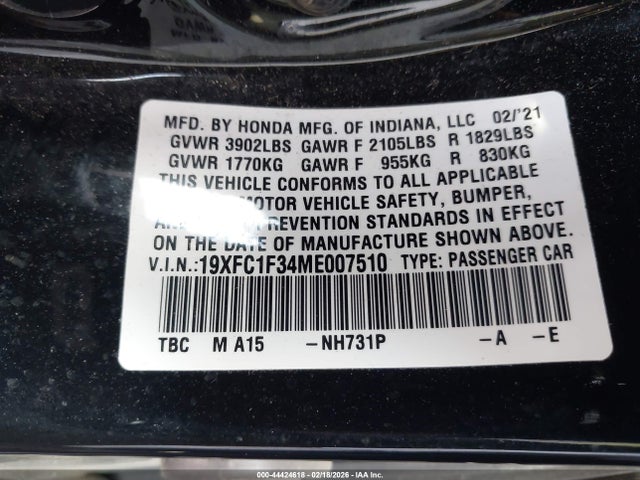 MFD. BY HONDA MFG. OF INDIANA, LLC 02/'21
GVWR 3902LBS GAWR F 2105LBS R 1829LBS
GVWR 1770KG GAWR F 955KG R 830KG
THIS VEHICLE CONFORMS TO ALL APPLICABLE
MOTOR VEHICLE SAFETY, BUMPER,
PREVENTION STANDARDS IN EFFECT
ON THE DATE OF MANUFACTURE SHOWN ABOVE.
V.I.N.:19XFC1F34ME007510 TYPE: PASSENGER CAR
TBC M A15 -NH731P -A -E
000-44424618 - 02/18/2026 - IAA Inc.